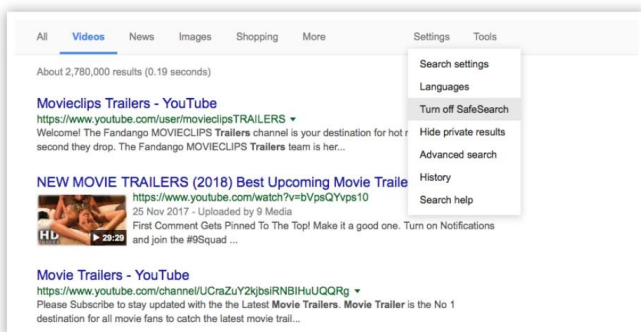 All Videos News Images Shopping More Settings Tools
About 2,780,000 results (0.19 seconds)
Search settings
Languages
Turn off SafeSearch
Hide private results
Advanced search
History
Search help
Movieclips Trailers - YouTube
https://www.youtube.com/user/movieclipsTRAILERS
Welcome! The Fandango MOVIECLIPS Trailers channel is your destination for hot
second they drop. The Fandango MOVIECLIPS Trailers team is her...
NEW MOVIE TRAILERS (2018) Best Upcoming Movie
https://www.youtube.com/watch?v=bVpsQYvps10
25 Nov 2017 - Uploaded by 9 Media
First Comment Gets Pinned To The Top! Make it a good one. Turn on Notifications
and join the #9Squad ...
HD
29:29
Movie Trailers - YouTube
https://www.youtube.com/channel/UCraZuY2kjbsiRNBIHuUQQRg
Please Subscribe to stay updated with the the Latest Movie Trailers. Movie Trailer is the No 1
destination for all movie fans to catch the latest movie trail...